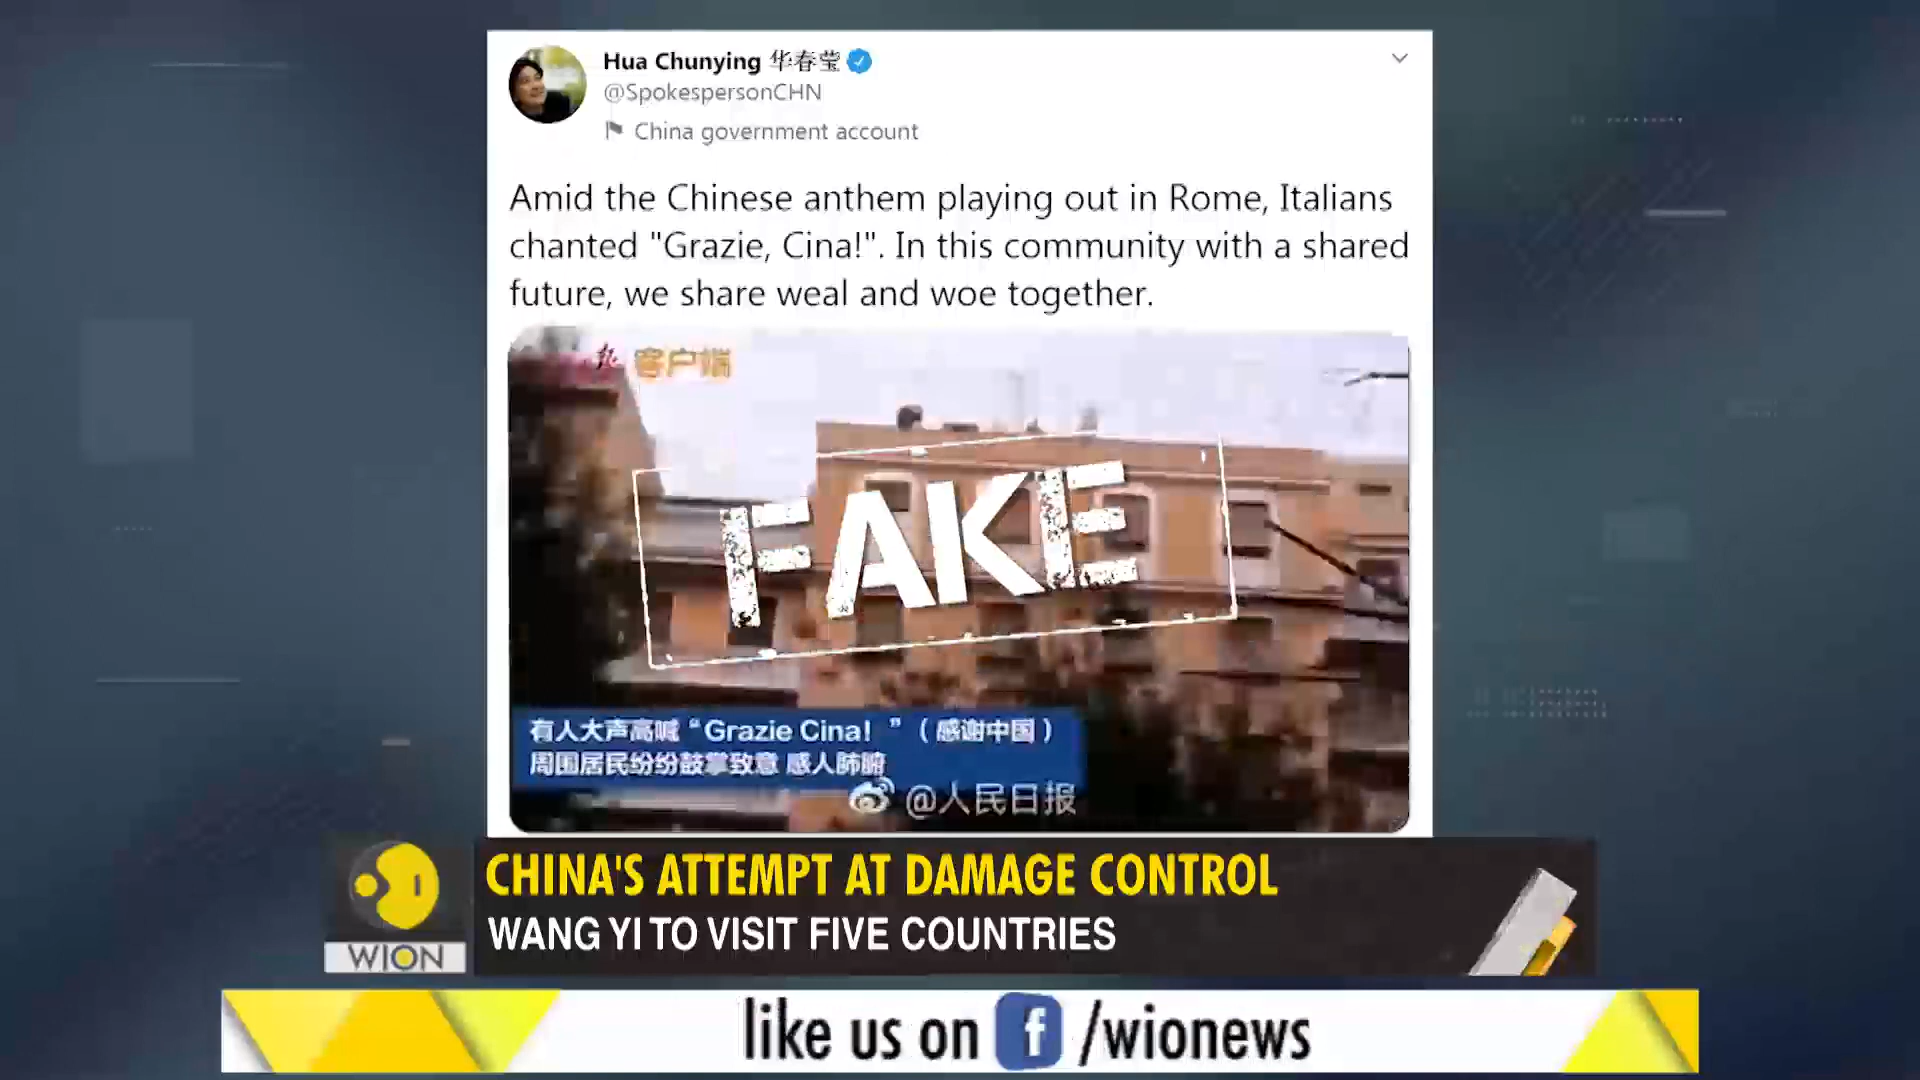 Hua Chunying 华春莹
@SpokespersonCHN
China government account
Amid the Chinese anthem playing out in Rome, Italians
chanted "Grazie, Cina!". In this community with a shared
future, we share weal and woe together.
报 客户端
FAKE
有人大声高喊“Grazie Cina! ”（感谢中国）
周围居民纷纷鼓掌致意 感人肺腑
@人民日报
CHINA'S ATTEMPT AT DAMAGE CONTROL
WANG YI TO VISIT FIVE COUNTRIES
WION
like us on f /wionews